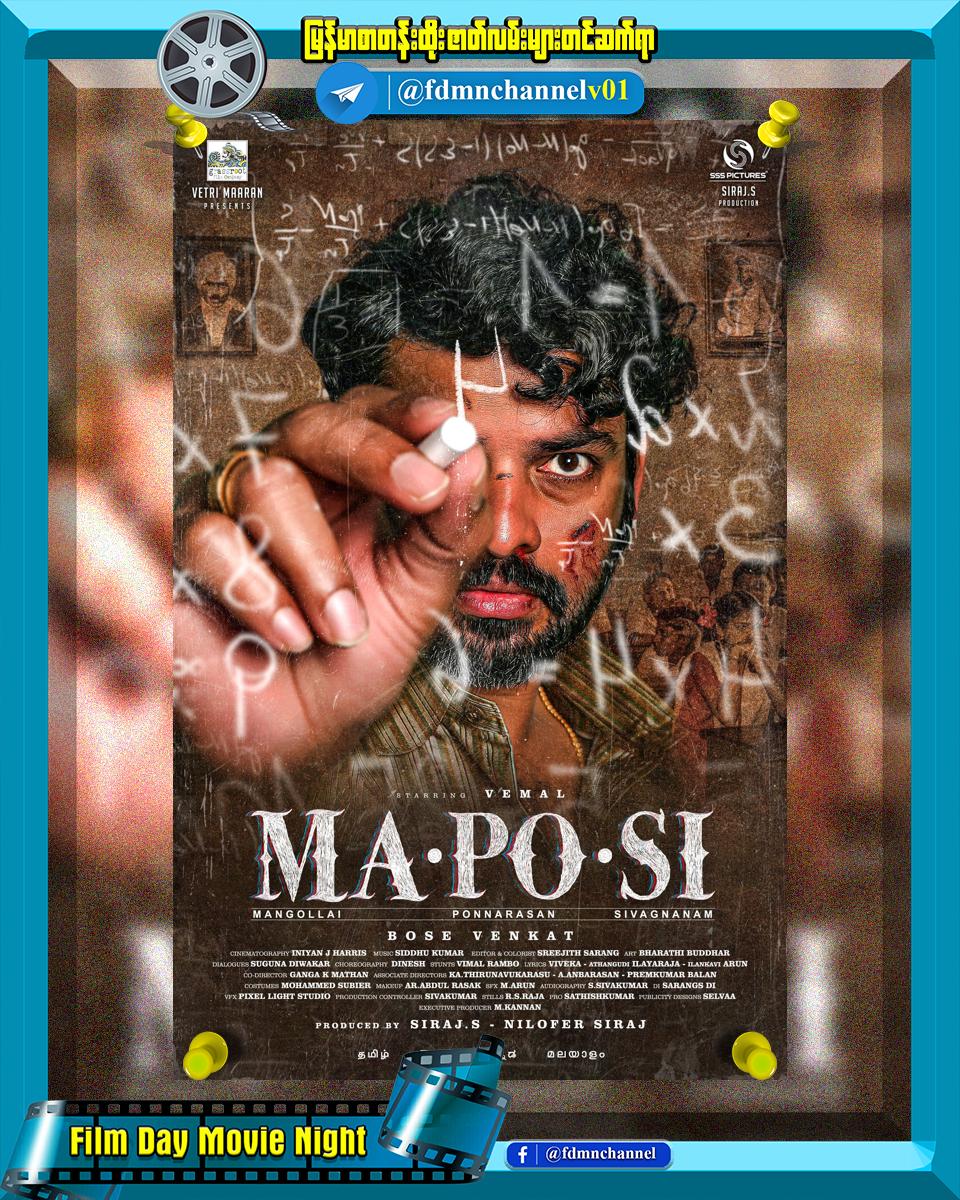 မြန်မာစာတန်းထိုးဇာတ်လမ်းများတင်ဆက်ရာ
@fdmnchannelv01
grassroot
VETRI MAARAN
PRESENTS
SSS PICTURES
SIRAJ.S
PRODUCTION
STARRING VEMAL
MA·PO·SI
MANGOLLAI PONNARASAN SIVAGNANAM
BOSE VENKAT
CINEMATOGRAPHY INIYAN J HARRIS MUSIC SIDDHU KUMAR EDITOR & COLORIST SREEJITH SARANG ART BHARATHI BUDDHAR
DIALOGUES SUGUNA DIWAKAR CHOREOGRAPHY DINESH STUNTS VIMAL RAMBO LYRICS VIVEKA - ATHANGUDI ILAYARAJA - ILANKAVI ARUN
CO-DIRECTOR GANGA K MATHAN ASSOCIATE DIRECTORS KA.THIRUNAVUKARASU - A.ANBARASAN - PREMKUMAR BALAN
COSTUMES MOHAMMED SUBIER MAKEUP AR.ABDUL RASAK SFX M.ARUN AUDIOGRAPHY S.SIVAKUMAR DI SARANGS DI
VFX PIXEL LIGHT STUDIO PRODUCTION CONTROLLER SIVAKUMAR STILLS R.S.RAJA PRO SATHISHKUMAR PUBLICITY DESIGNS SELVAA
EXECUTIVE PRODUCER M.KANNAN
PRODUCED BY SIRAJ.S - NILOFER SIRAJ
தமிழ் മലയാളം
Film Day Movie Night
@fdmnchannel